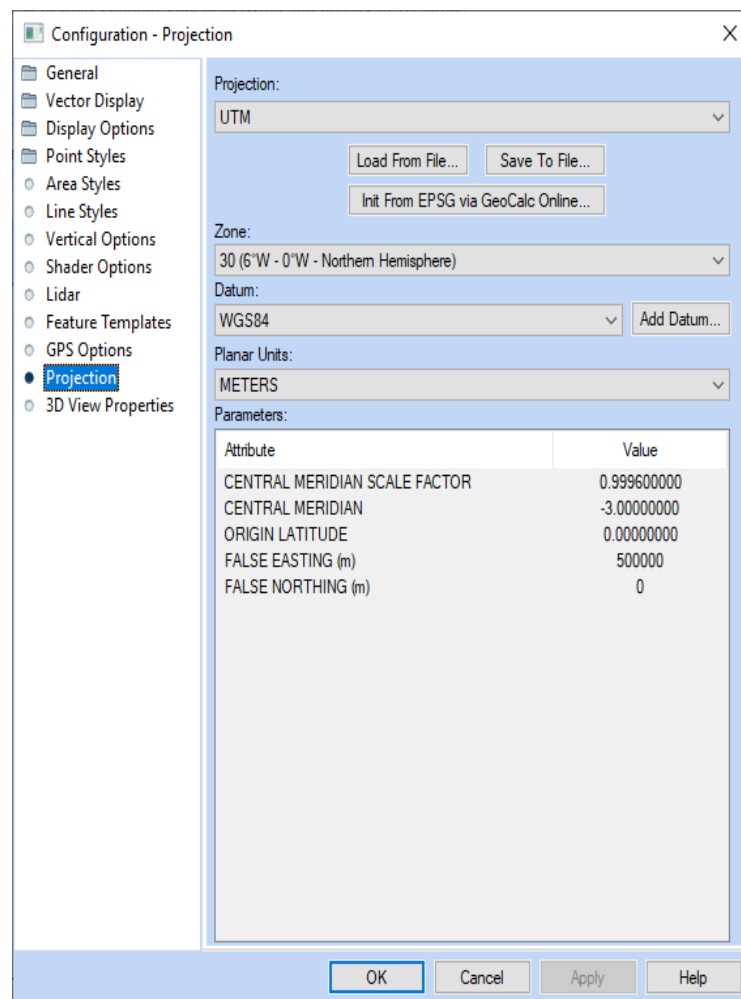 Configuration - Projection
General
Vector Display
Display Options
Point Styles
Area Styles
Line Styles
Vertical Options
Shader Options
Lidar
Feature Templates
GPS Options
Projection
3D View Properties
Projection:
UTM
Load From File... Save To File...
Init From EPSG via GeoCalc Online...
Zone:
30 (6°W - 0°W - Northern Hemisphere)
Datum:
WGS84 Add Datum...
Planar Units:
METERS
Parameters:
Attribute Value
CENTRAL MERIDIAN SCALE FACTOR 0.999600000
CENTRAL MERIDIAN -3.00000000
ORIGIN LATITUDE 0.00000000
FALSE EASTING (m) 500000
FALSE NORTHING (m) 0
OK Cancel Apply Help